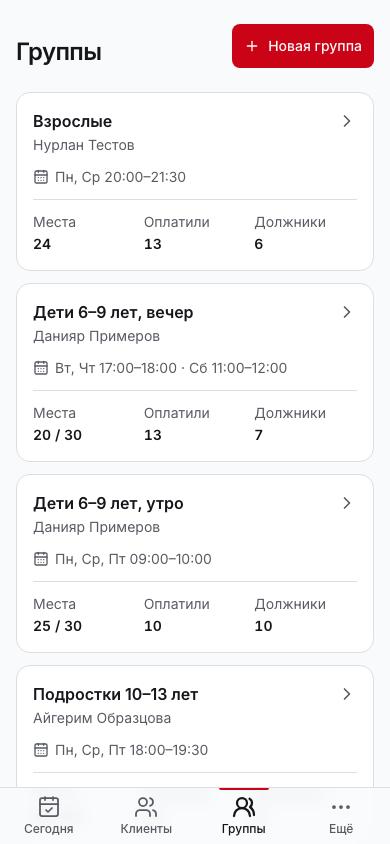 Группы
+ Новая группа
Взрослые
Нурлан Тестов
Пн, Ср 20:00–21:30
Места Оплатили Должники
24 13 6
Дети 6–9 лет, вечер
Данияр Примеров
Вт, Чт 17:00–18:00 · Сб 11:00–12:00
Места Оплатили Должники
20 / 30 13 7
Дети 6–9 лет, утро
Данияр Примеров
Пн, Ср, Пт 09:00–10:00
Места Оплатили Должники
25 / 30 10 10
Подростки 10–13 лет
Айгерим Образцова
Пн, Ср, Пт 18:00–19:30
Сегодня Клиенты Группы Ещё